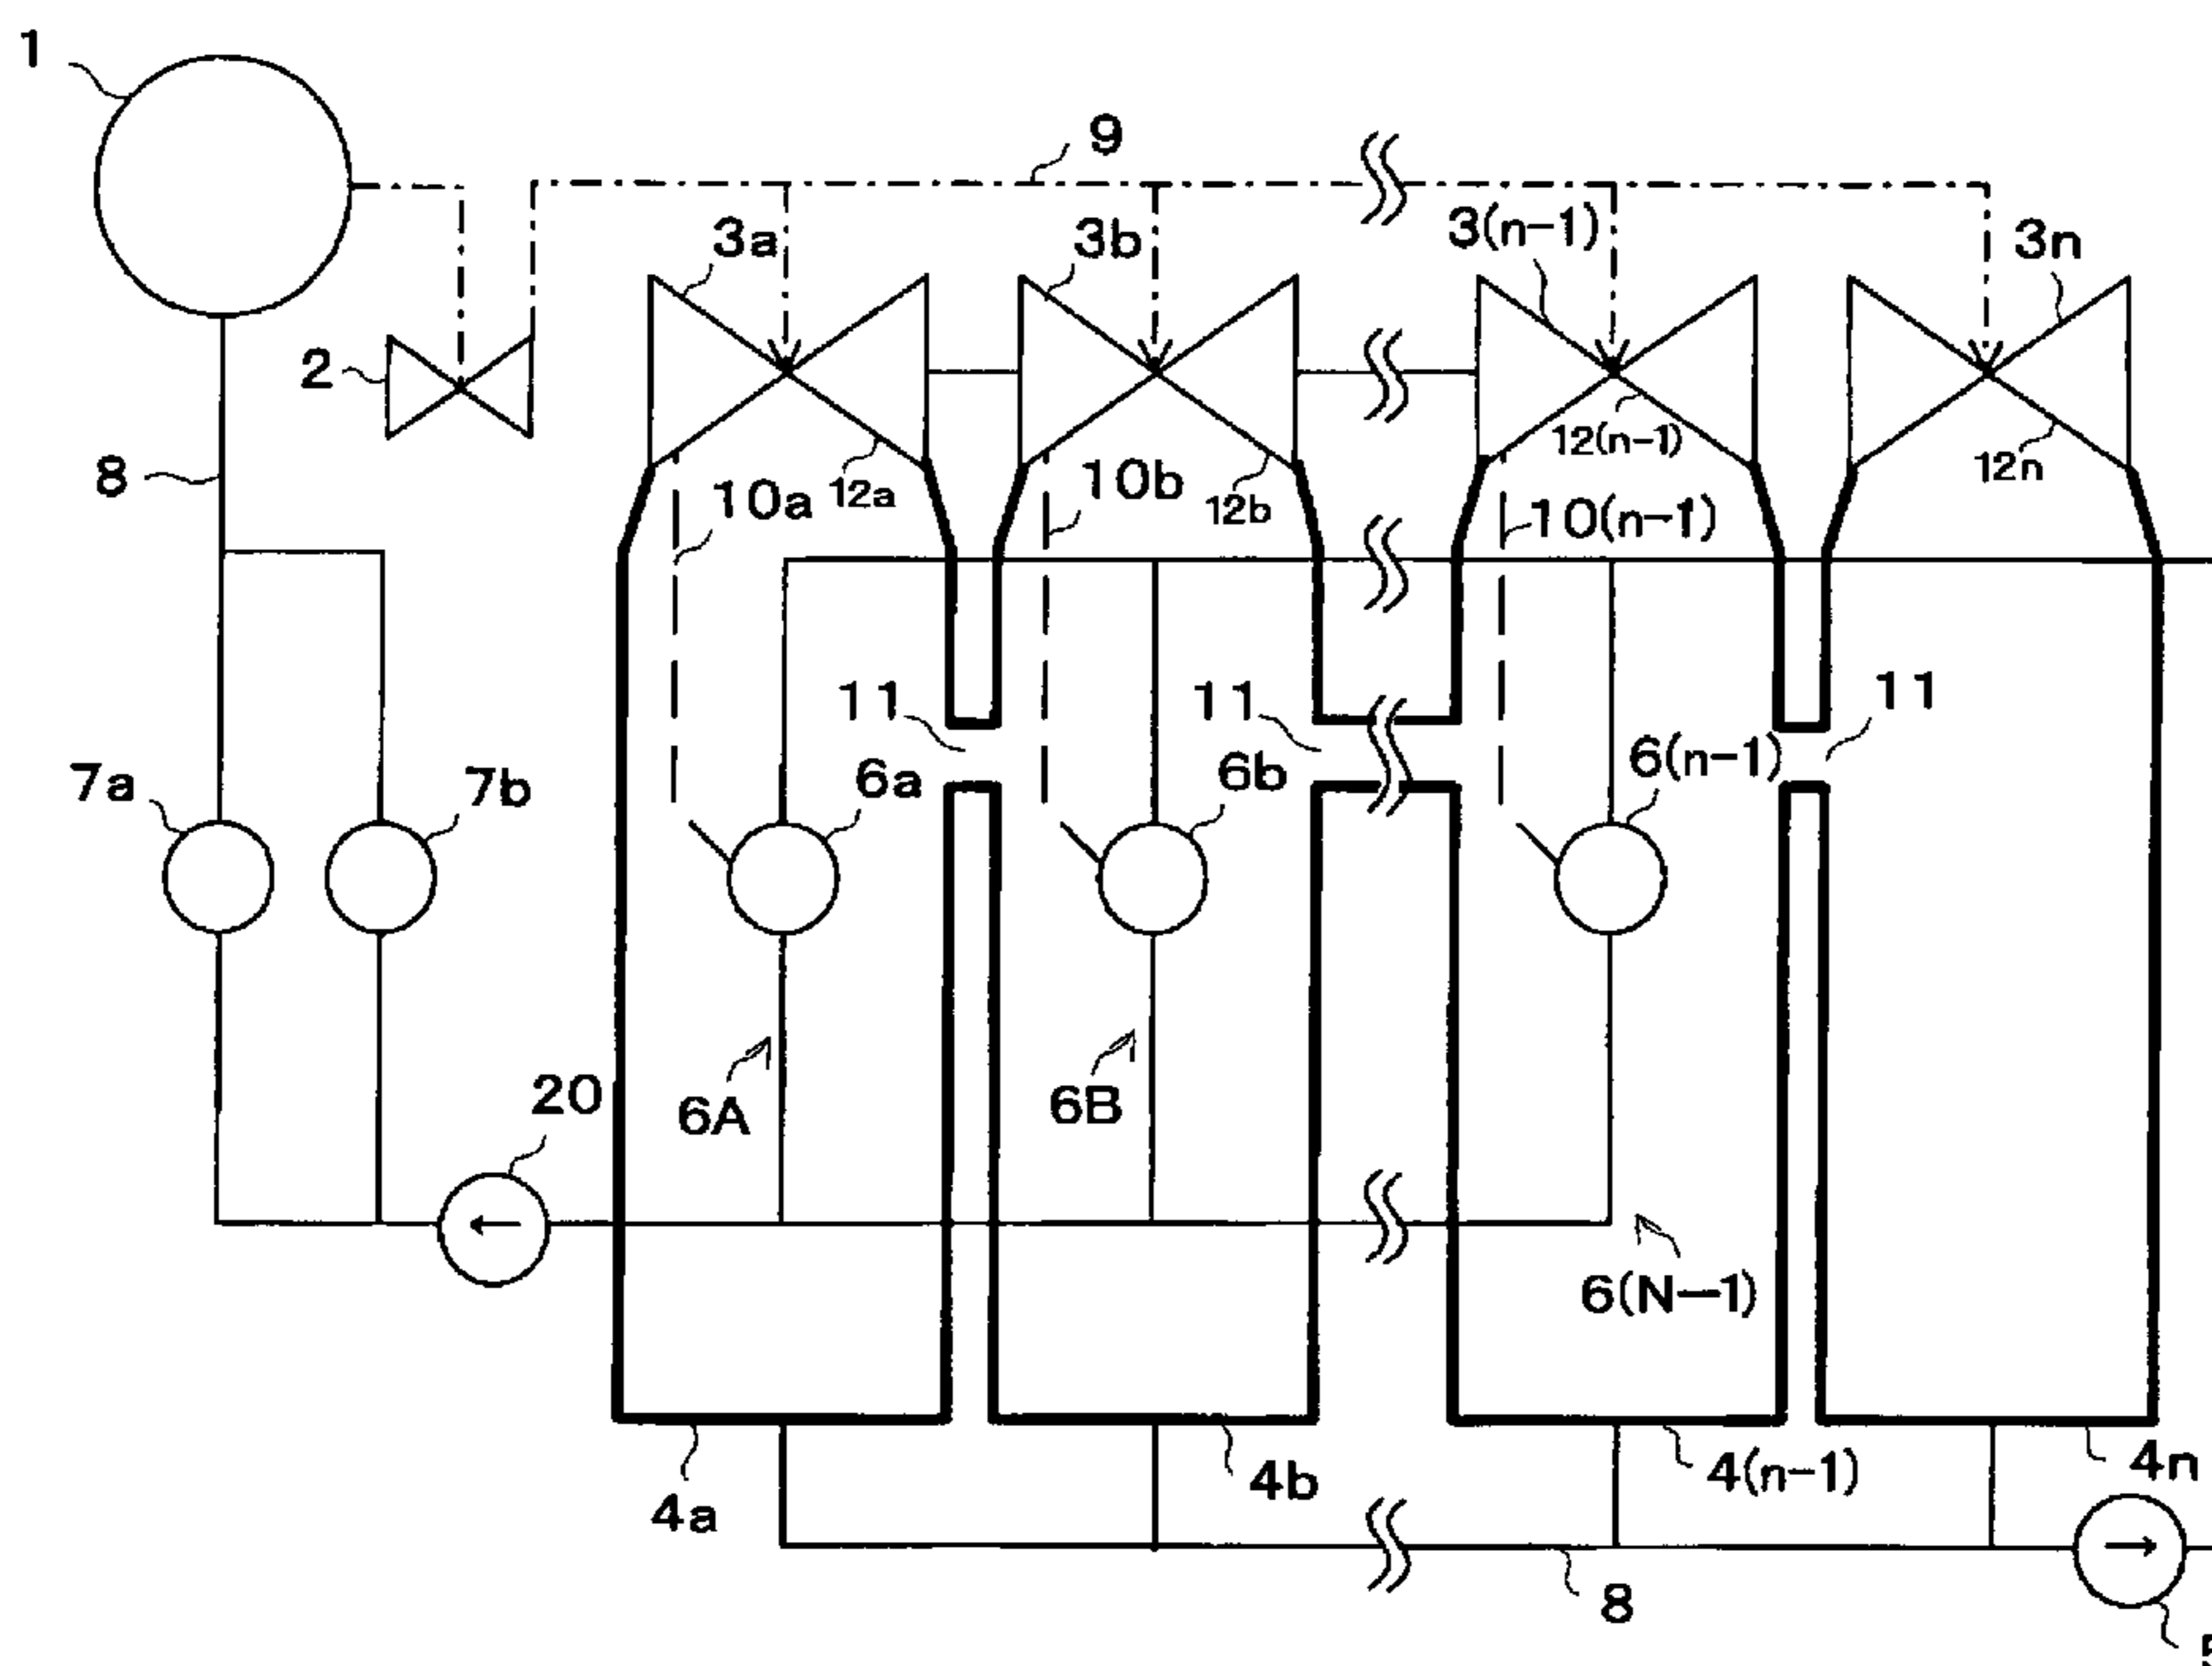 1
9
3a
3b
3(n-1)
3n
2
12a
12b
12(n-1)
12n
8
10a
10b
10(n-1)
11
11
11
7a
7b
6a
6b
6(n-1)
20
6A
6B
6(N-1)
4a
4b
4(n-1)
4n
8